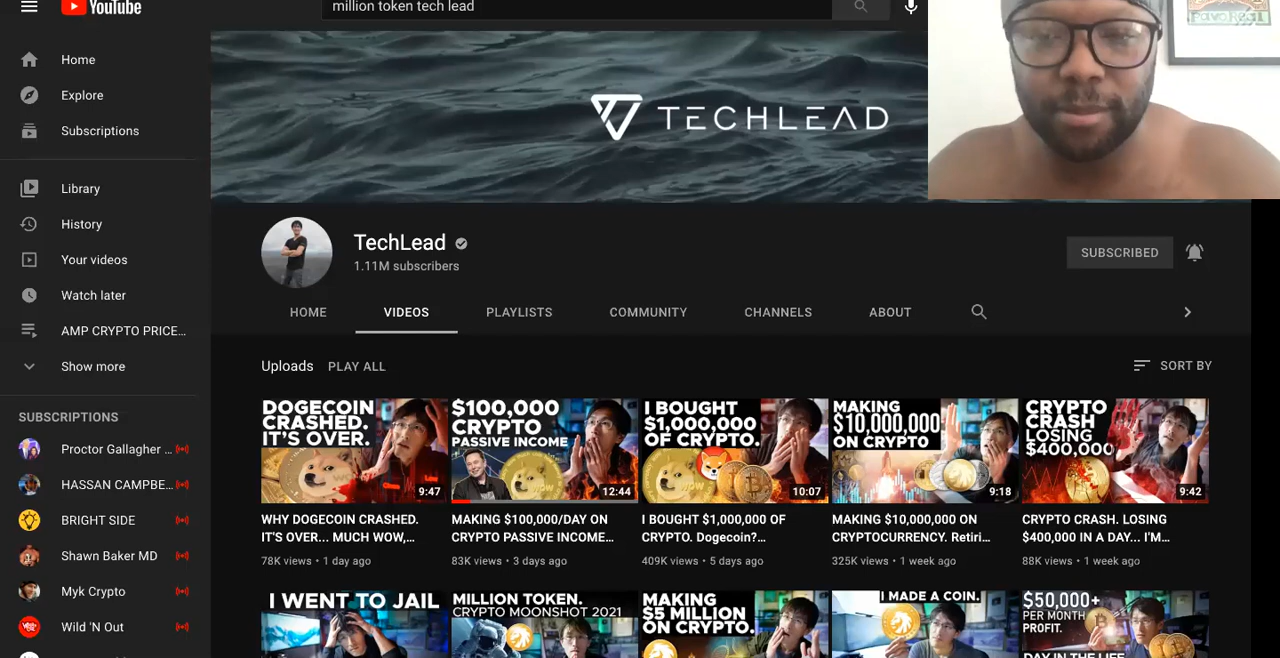 YouTube
million token tech lead
PavoReal
Home
Explore
Subscriptions
Library
History
Your videos
Watch later
AMP CRYPTO PRICE...
Show more
SUBSCRIPTIONS
Proctor Gallagher ...
HASSAN CAMPBE...
BRIGHT SIDE
Shawn Baker MD
Myk Crypto
Wild 'N Out
TECHLEAD
TechLead
1.11M subscribers
SUBSCRIBED
HOME
VIDEOS
PLAYLISTS
COMMUNITY
CHANNELS
ABOUT
Uploads
PLAY ALL
SORT BY
DOGECOIN
CRASHED.
IT'S OVER.
9:47
WHY DOGECOIN CRASHED.
IT'S OVER... MUCH WOW,...
78K views • 1 day ago
$100,000
CRYPTO
PASSIVE INCOME
12:44
MAKING $100,000/DAY ON
CRYPTO PASSIVE INCOME...
83K views • 3 days ago
I BOUGHT
$1,000,000
OF CRYPTO.
10:07
I BOUGHT $1,000,000 OF
CRYPTO. Dogecoin?...
409K views • 5 days ago
MAKING
$10,000,000
ON CRYPTO
9:18
MAKING $10,000,000 ON
CRYPTOCURRENCY. Retiri...
325K views • 1 week ago
CRYPTO
CRASH
LOSING
$400,000
9:42
CRYPTO CRASH. LOSING
$400,000 IN A DAY... I'M...
88K views • 1 week ago
I WENT TO JAIL
MILLION TOKEN.
CRYPTO MOONSHOT 2021
MAKING
$5 MILLION
ON CRYPTO.
I MADE A COIN.
$50,000+
PER MONTH
PROFIT.
DAY IN THE LIFE